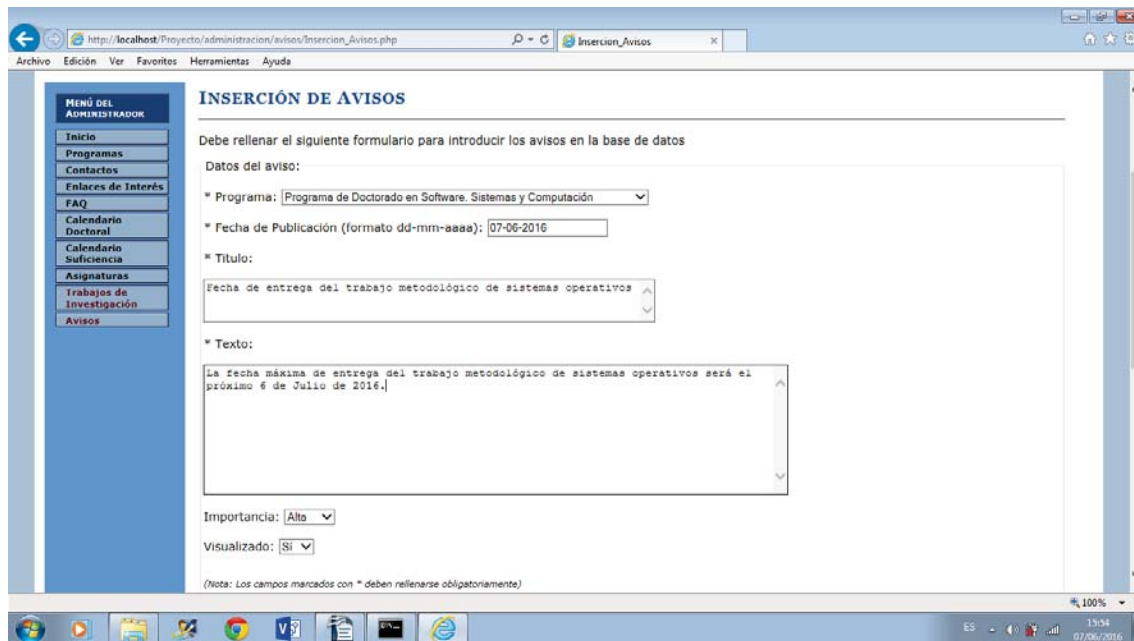 http://localhost/Proyecto/administracion/avisos/Insercion_Avisos.php
Insercion_Avisos
Archivo Edición Ver Favoritos Herramientas Ayuda
MENÚ DEL
ADMINISTRADOR
Inicio
Programas
Contactos
Enlaces de Interés
FAQ
Calendario
Doctoral
Calendario
Suficiencia
Asignaturas
Trabajos de
Investigación
Avisos
INSERCIÓN DE AVISOS
Debe rellenar el siguiente formulario para introducir los avisos en la base de datos
Datos del aviso:
* Programa: Programa de Doctorado en Software. Sistemas y Computación
* Fecha de Publicación (formato dd-mm-aaaa): 07-06-2016
* Titulo:
Fecha de entrega del trabajo metodológico de sistemas operativos
* Texto:
La fecha máxima de entrega del trabajo metodológico de sistemas operativos será el
próximo 6 de Julio de 2016.
Importancia: Alta
Visualizado: Sí
(Nota: Los campos marcados con * deben rellenarse obligatoriamente)
100%
ES
15:54
07/06/2016